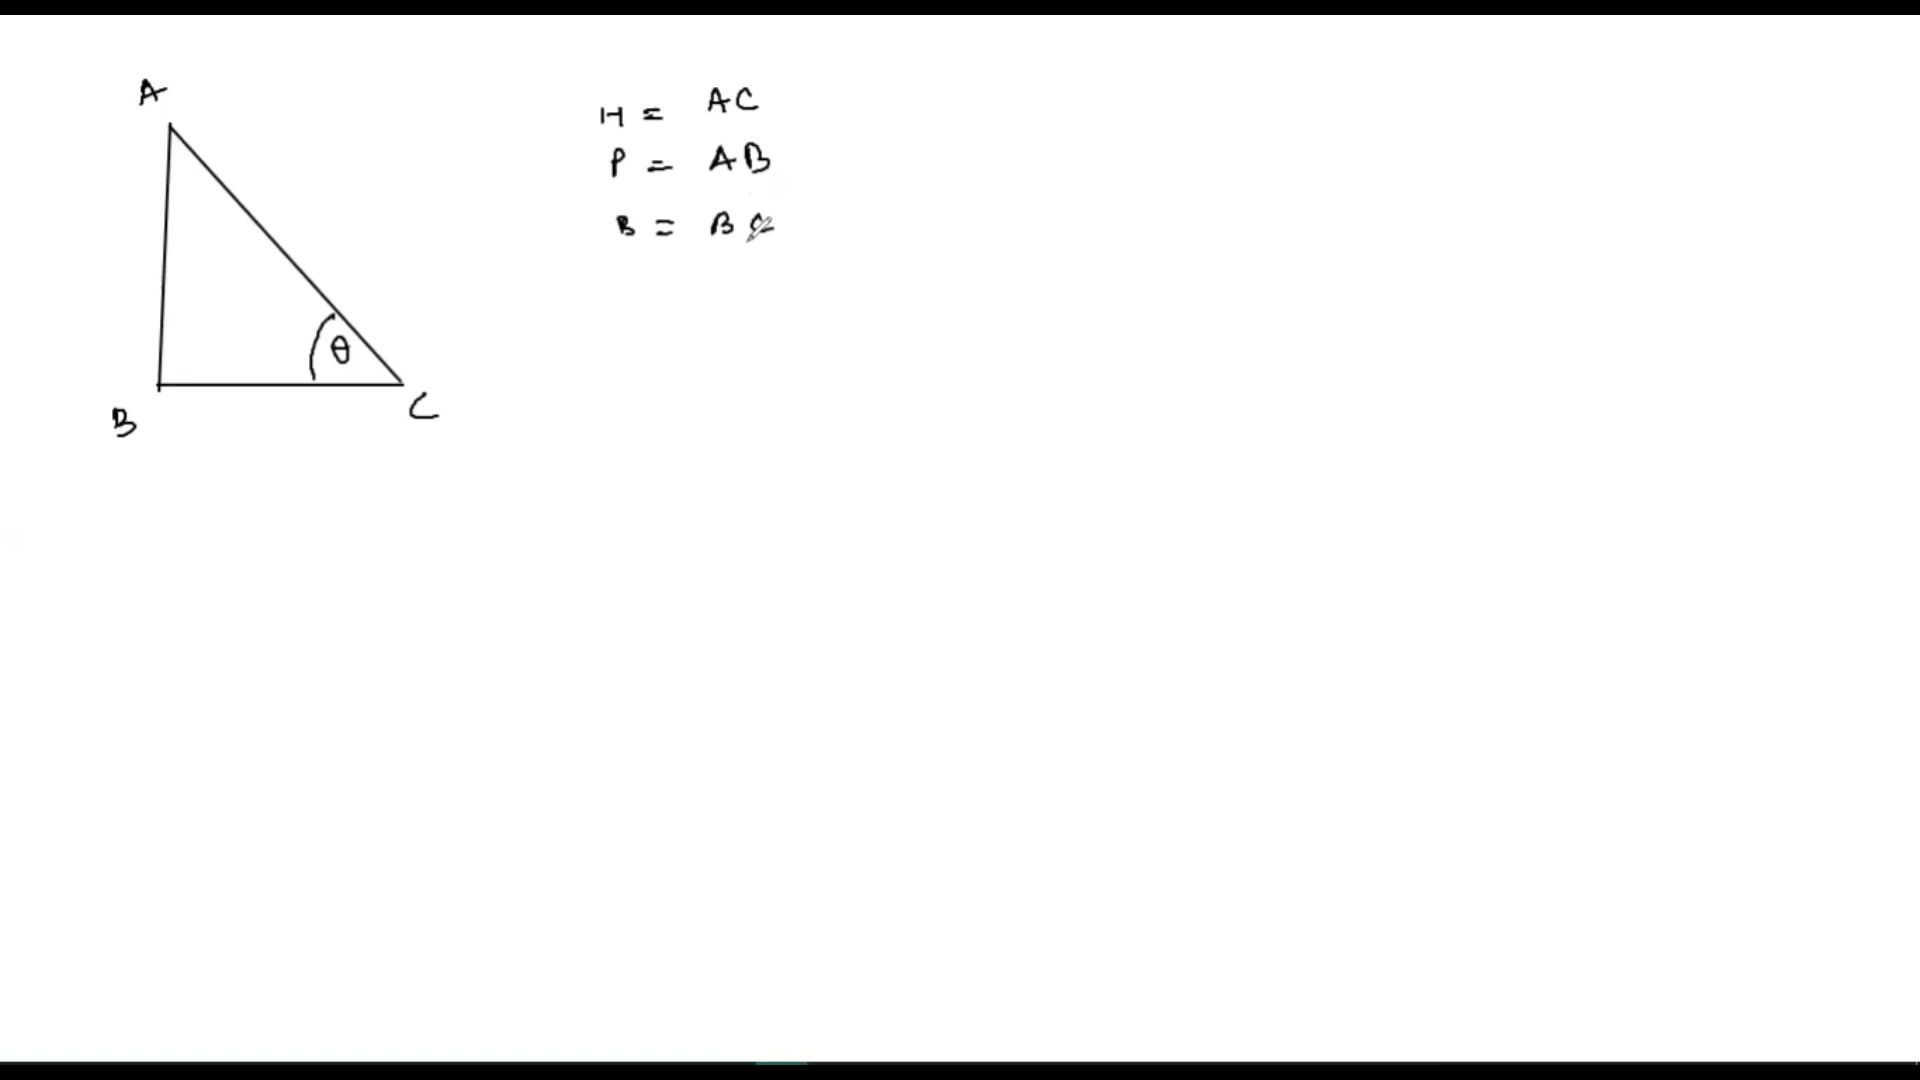 A
H = AC
P = AB
B = BC
θ
B
C